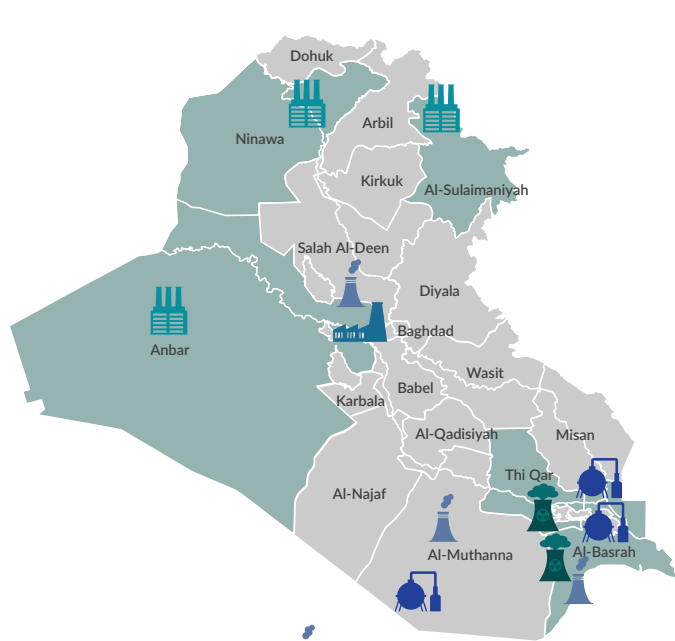 Dohuk
Arbil
Ninawa
Kirkuk
Al-Sulaimaniyah
Salah Al-Deen
Diyala
Baghdad
Anbar
Wasit
Babel
Karbala
Al-Qadisiyah
Misan
Thi Qar
Al-Najaf
Al-Muthanna
Al-Basrah